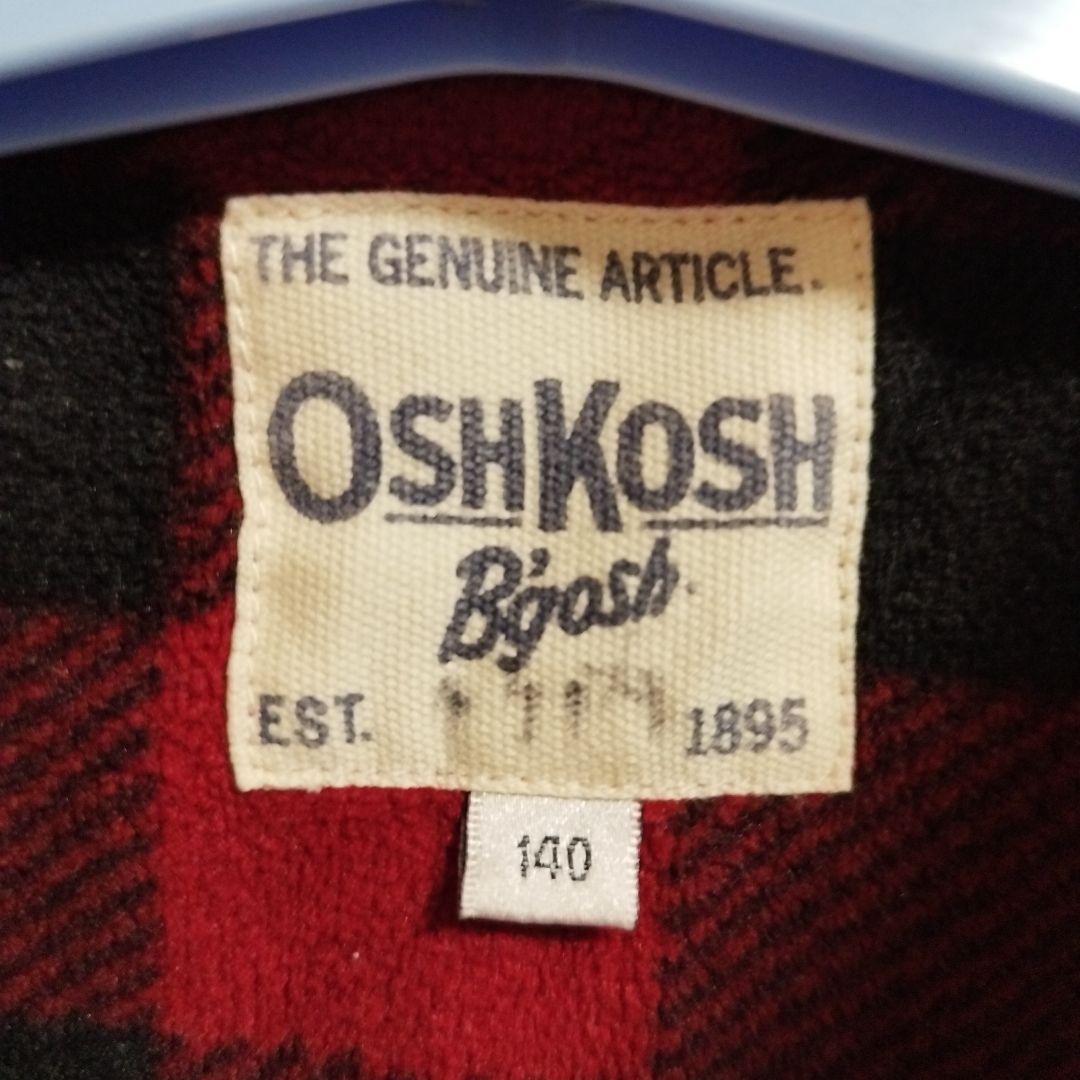 THE GENUINE ARTICLE.
OSHKOSH
B'gosh.
EST. 1895
140